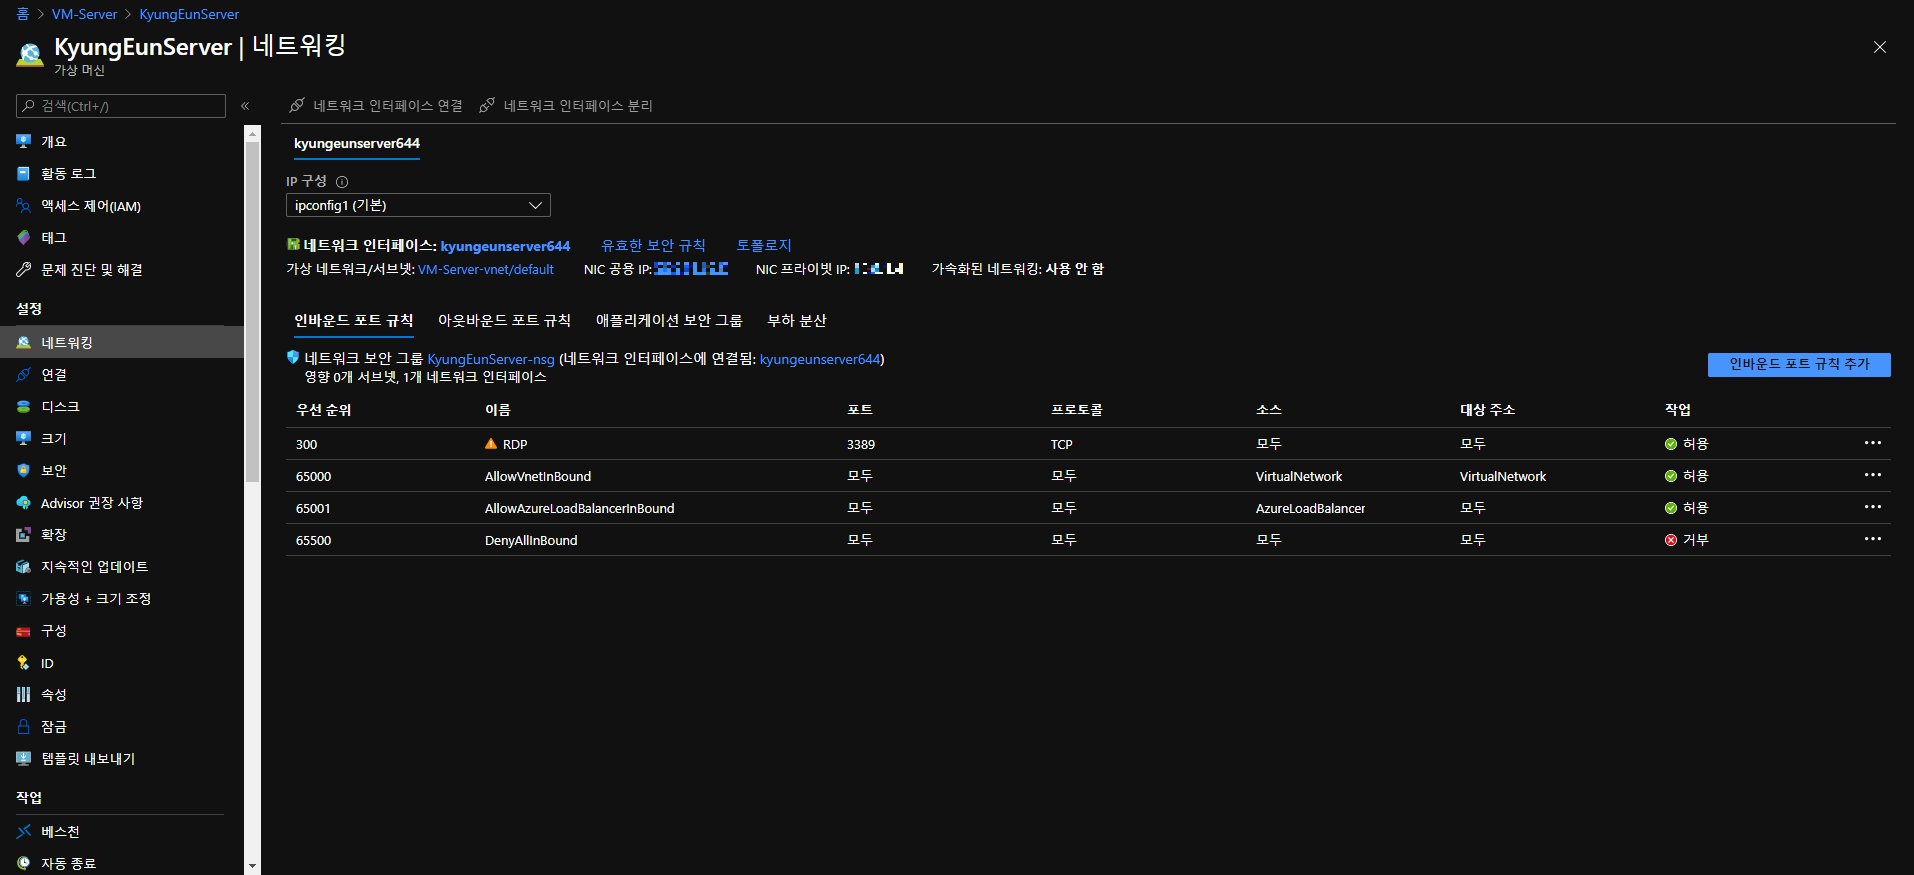 홈 > VM-Server > KyungEunServer
KyungEunServer | 네트워킹
가상 머신
검색(Ctrl+/)
개요
활동 로그
액세스 제어(IAM)
태그
문제 진단 및 해결
설정
네트워킹
연결
디스크
크기
보안
Advisor 권장 사항
확장
지속적인 업데이트
가용성 + 크기 조정
구성
ID
속성
잠금
템플릿 내보내기
작업
베스천
자동 종료
네트워크 인터페이스 연결 네트워크 인터페이스 분리
kyungeunserver644
IP 구성
ipconfig1 (기본)
네트워크 인터페이스: kyungeunserver644 유효한 보안 규칙 토폴로지
가상 네트워크/서브넷: VM-Server-vnet/default NIC 공용 IP: NIC 프라이빗 IP: 가속화된 네트워킹: 사용 안 함
인바운드 포트 규칙 아웃바운드 포트 규칙 애플리케이션 보안 그룹 부하 분산
네트워크 보안 그룹 KyungEunServer-nsg (네트워크 인터페이스에 연결됨: kyungeunserver644)
영향 0개 서브넷, 1개 네트워크 인터페이스
인바운드 포트 규칙 추가
우선 순위 이름 포트 프로토콜 소스 대상 주소 작업
300 RDP 3389 TCP 모두 모두 허용
65000 AllowVnetInBound 모두 모두 VirtualNetwork VirtualNetwork 허용
65001 AllowAzureLoadBalancerInBound 모두 모두 AzureLoadBalancer 모두 허용
65500 DenyAllInBound 모두 모두 모두 모두 거부